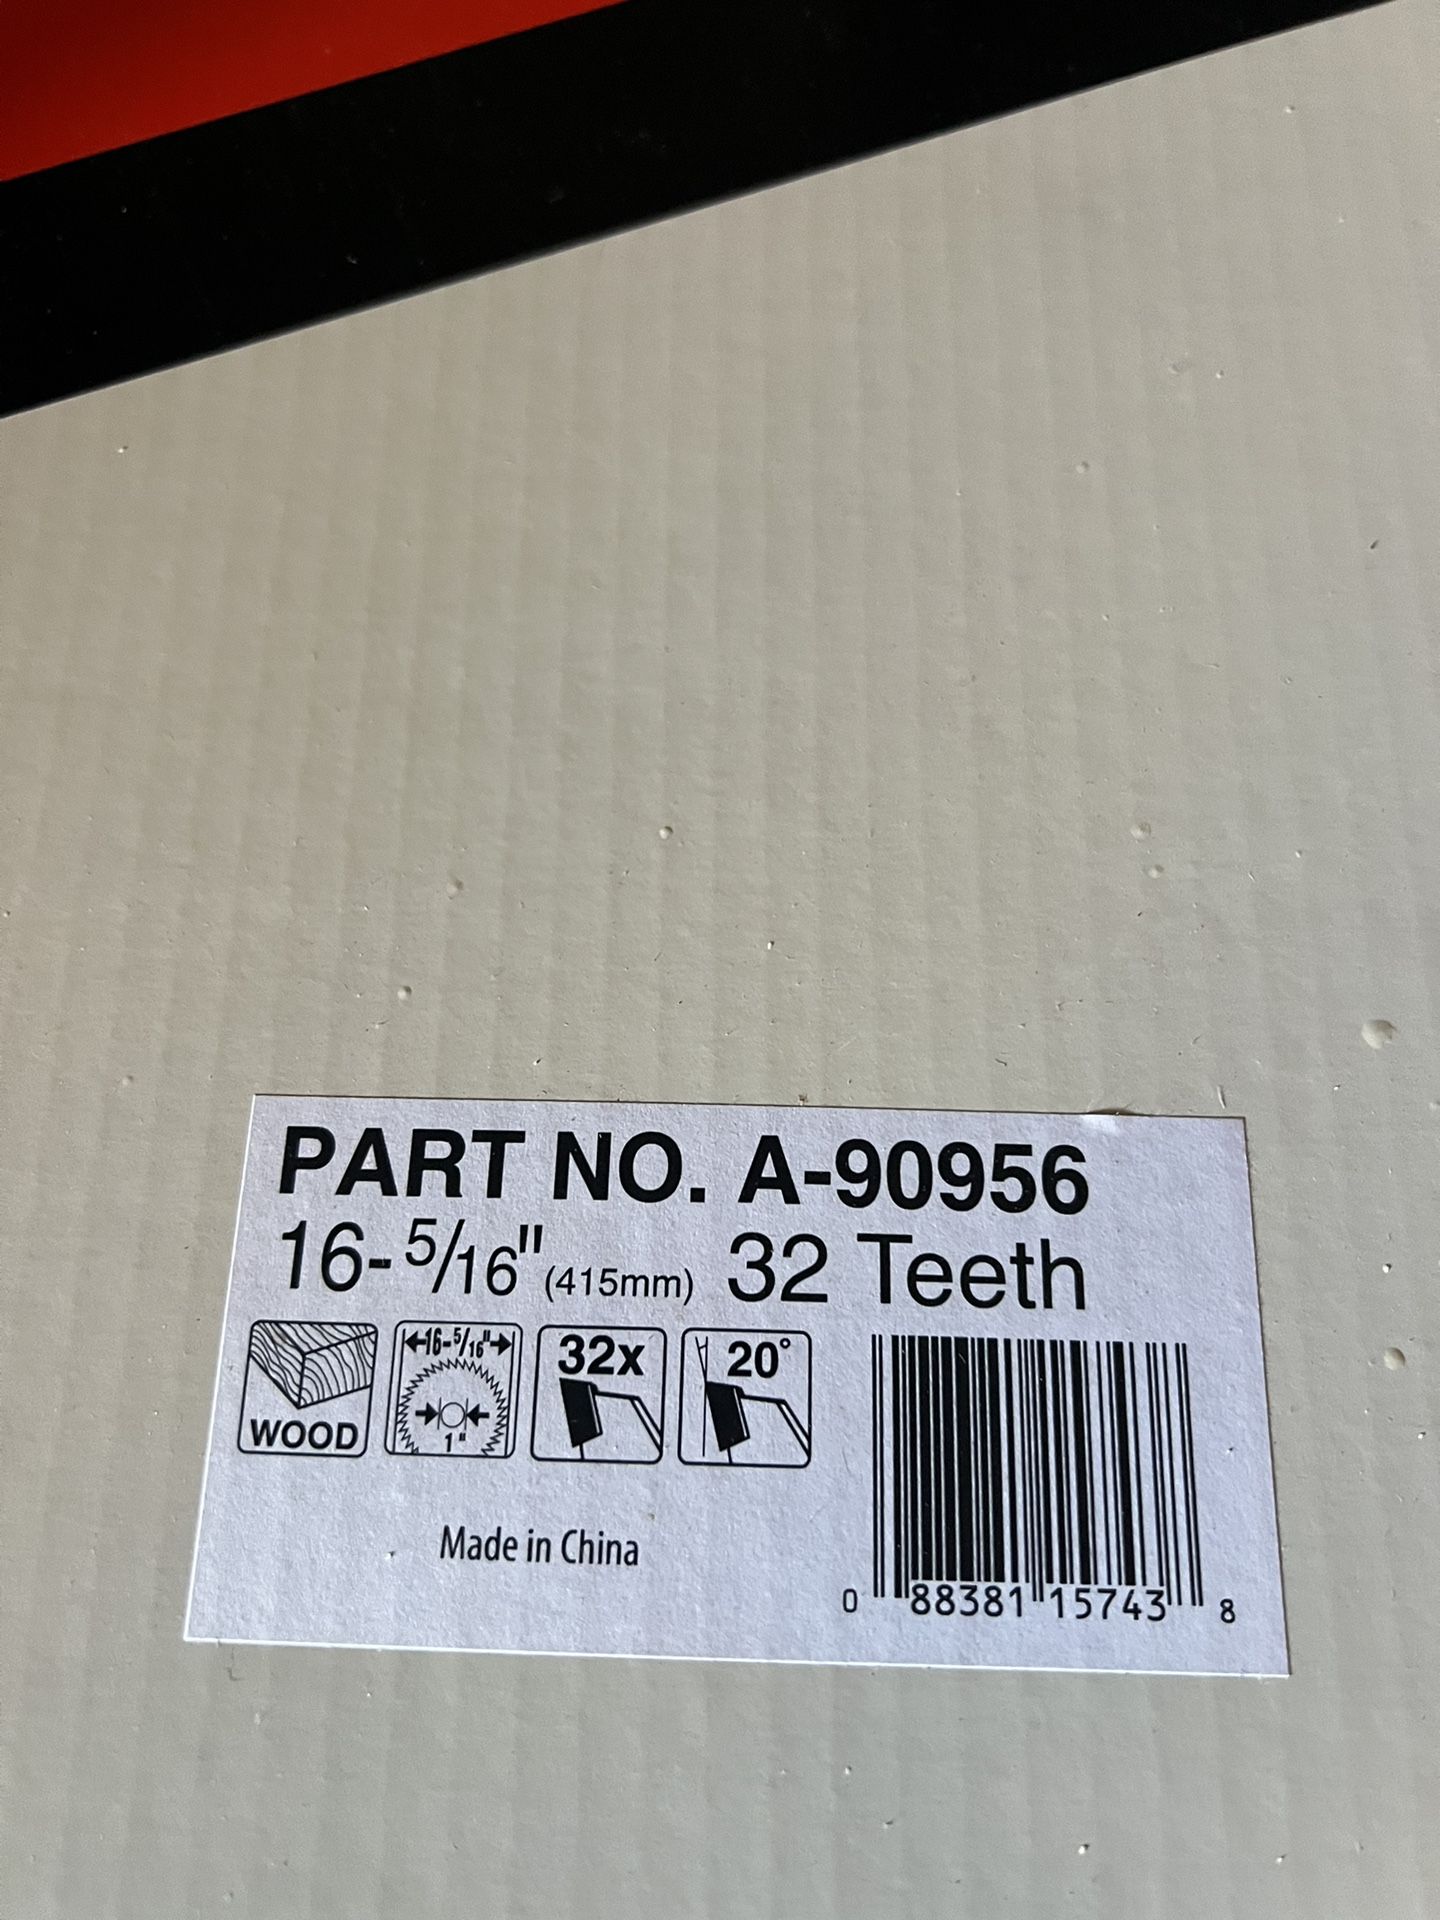 PART NO. A-90956
16-5/16" (415mm) 32 Teeth
WOOD
16-5/16"
1"
32x
20°
Made in China
0 88381 15743 8